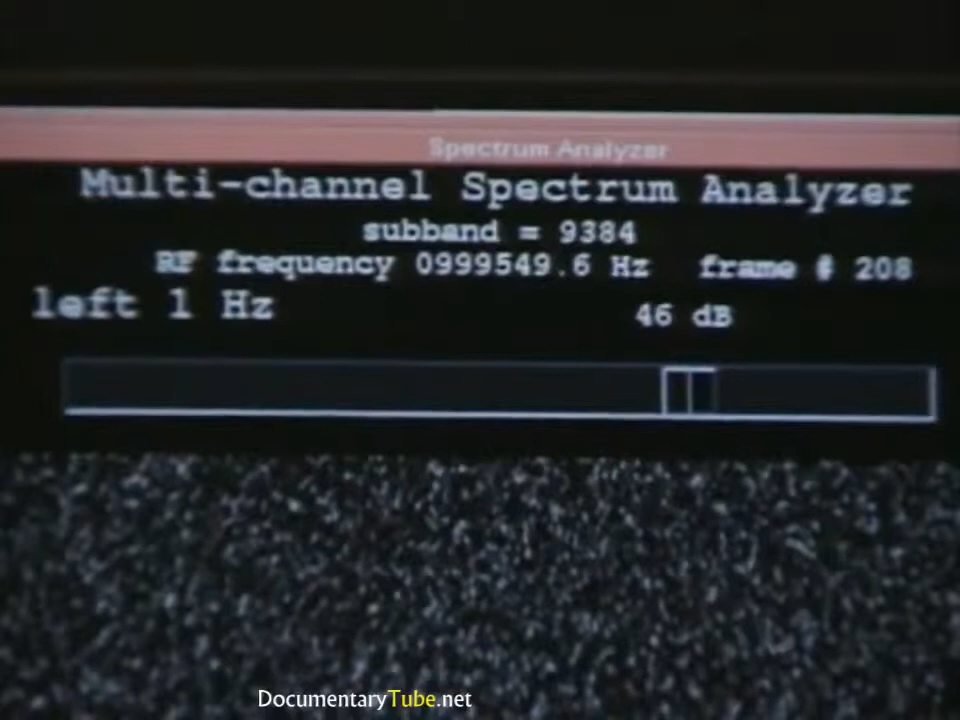 Spectrum Analyzer
Multi-channel Spectrum Analyzer
subband = 9384
RF frequency 0999549.6 Hz frame # 208
left 1 Hz 46 dB
DocumentaryTube.net